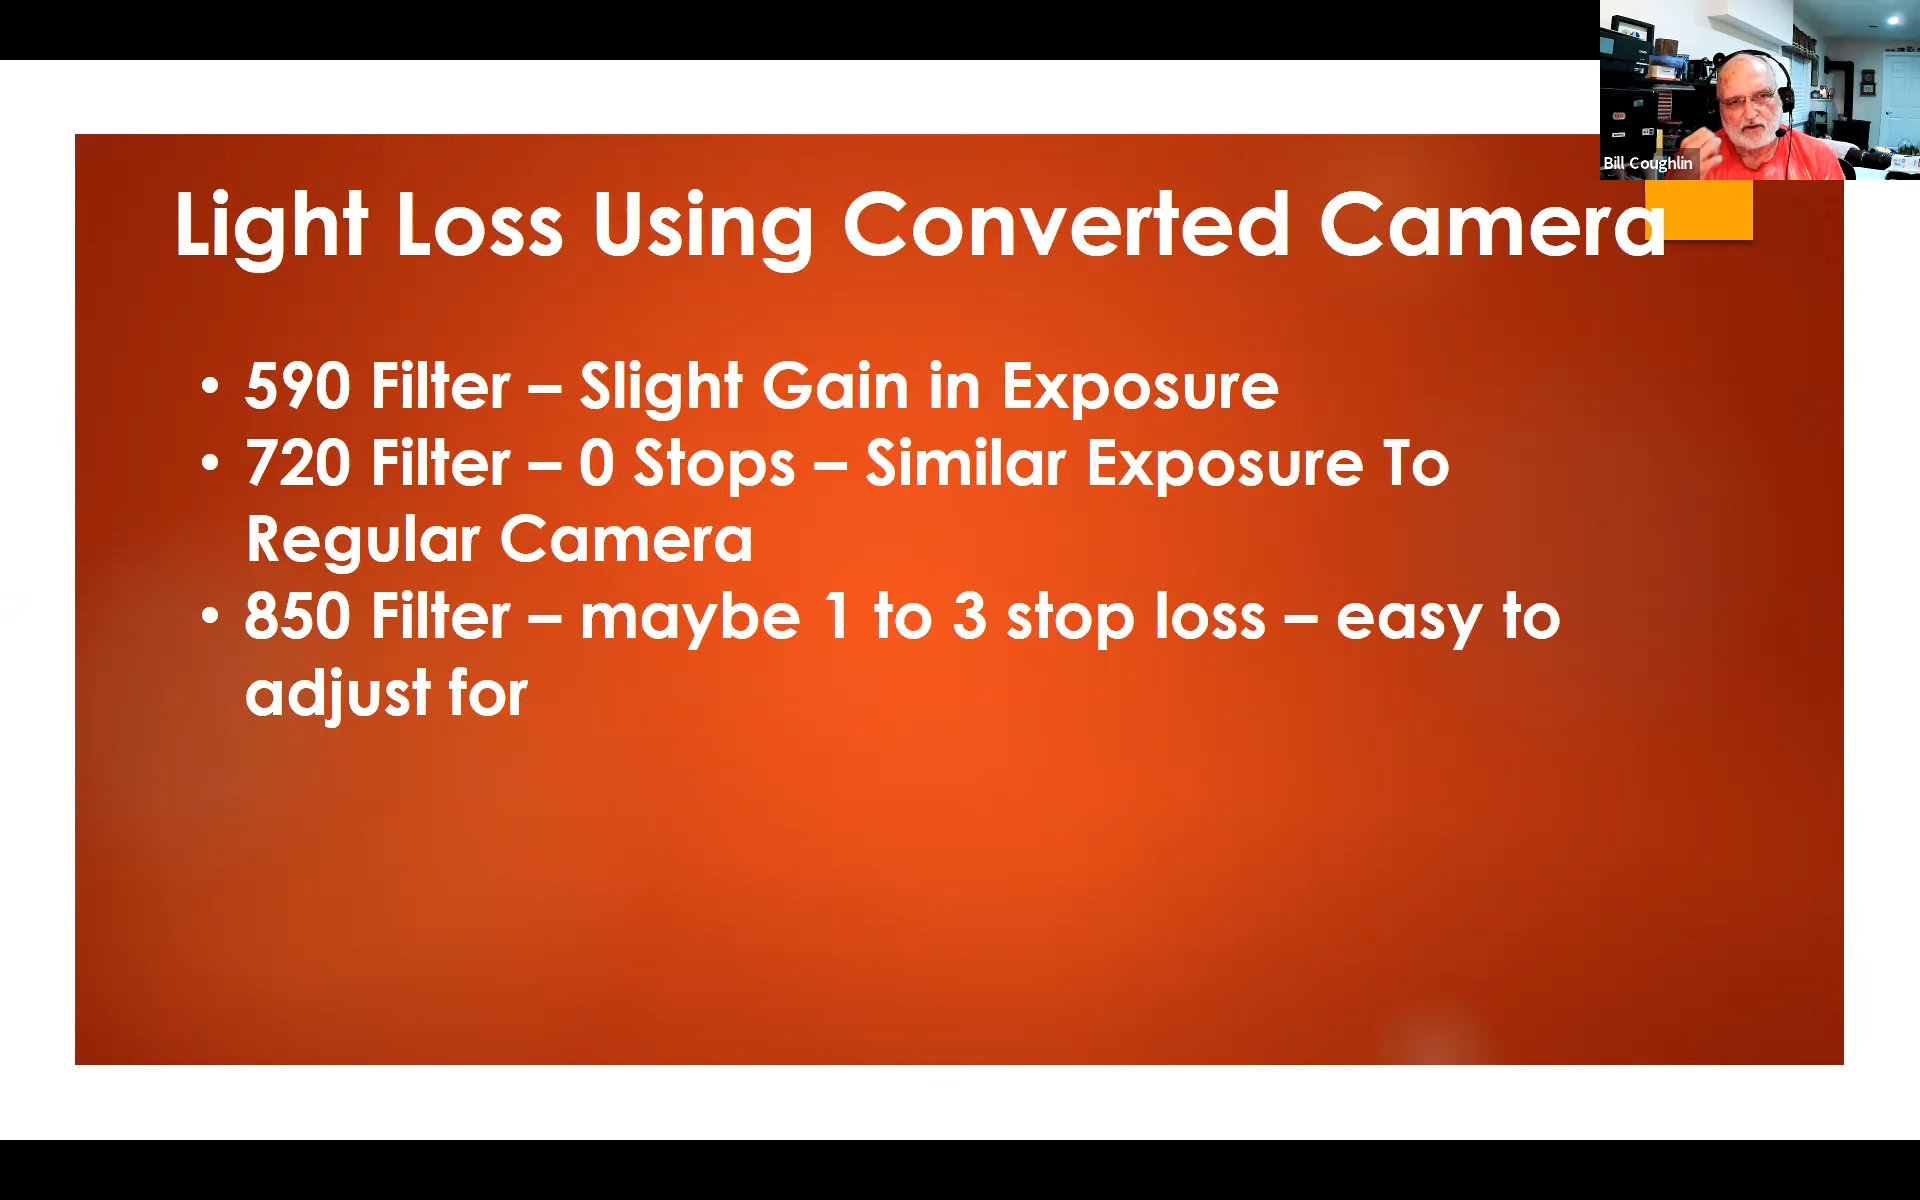 Bill Coughlin
Light Loss Using Converted Camera
• 590 Filter – Slight Gain in Exposure
• 720 Filter – 0 Stops – Similar Exposure To
Regular Camera
• 850 Filter – maybe 1 to 3 stop loss – easy to
adjust for